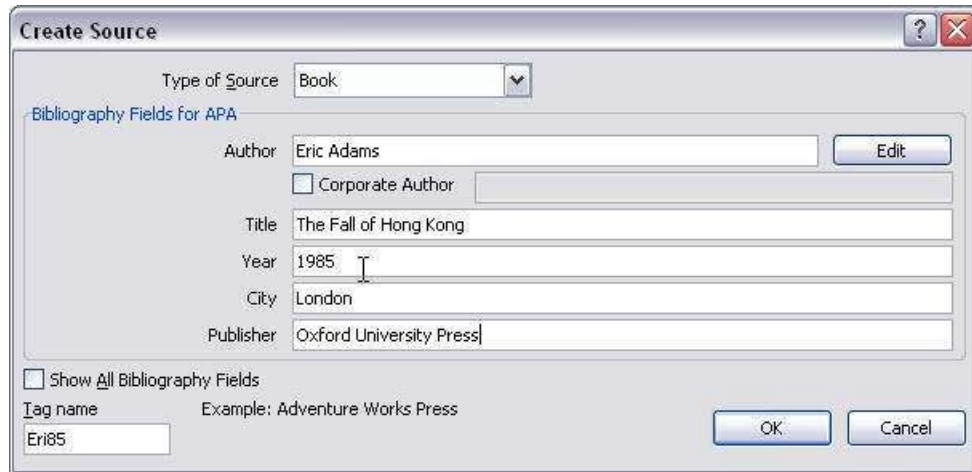 Create Source
Type of Source Book
Bibliography Fields for APA
Author Eric Adams Edit
Corporate Author
Title The Fall of Hong Kong
Year 1985
City London
Publisher Oxford University Press
Show All Bibliography Fields
Tag name Example: Adventure Works Press
Eri85 OK Cancel